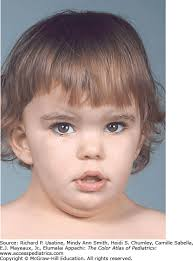 Source: Richard P. Usatine, Mindy Ann Smith, Heidi S. Chumley, Camille Sabella,
E.J. Mayeaux, Jr., Elumalai Appachi: The Color Atlas of Pediatrics:
www.accesspediatrics.com
Copyright © McGraw-Hill Education. All rights reserved.